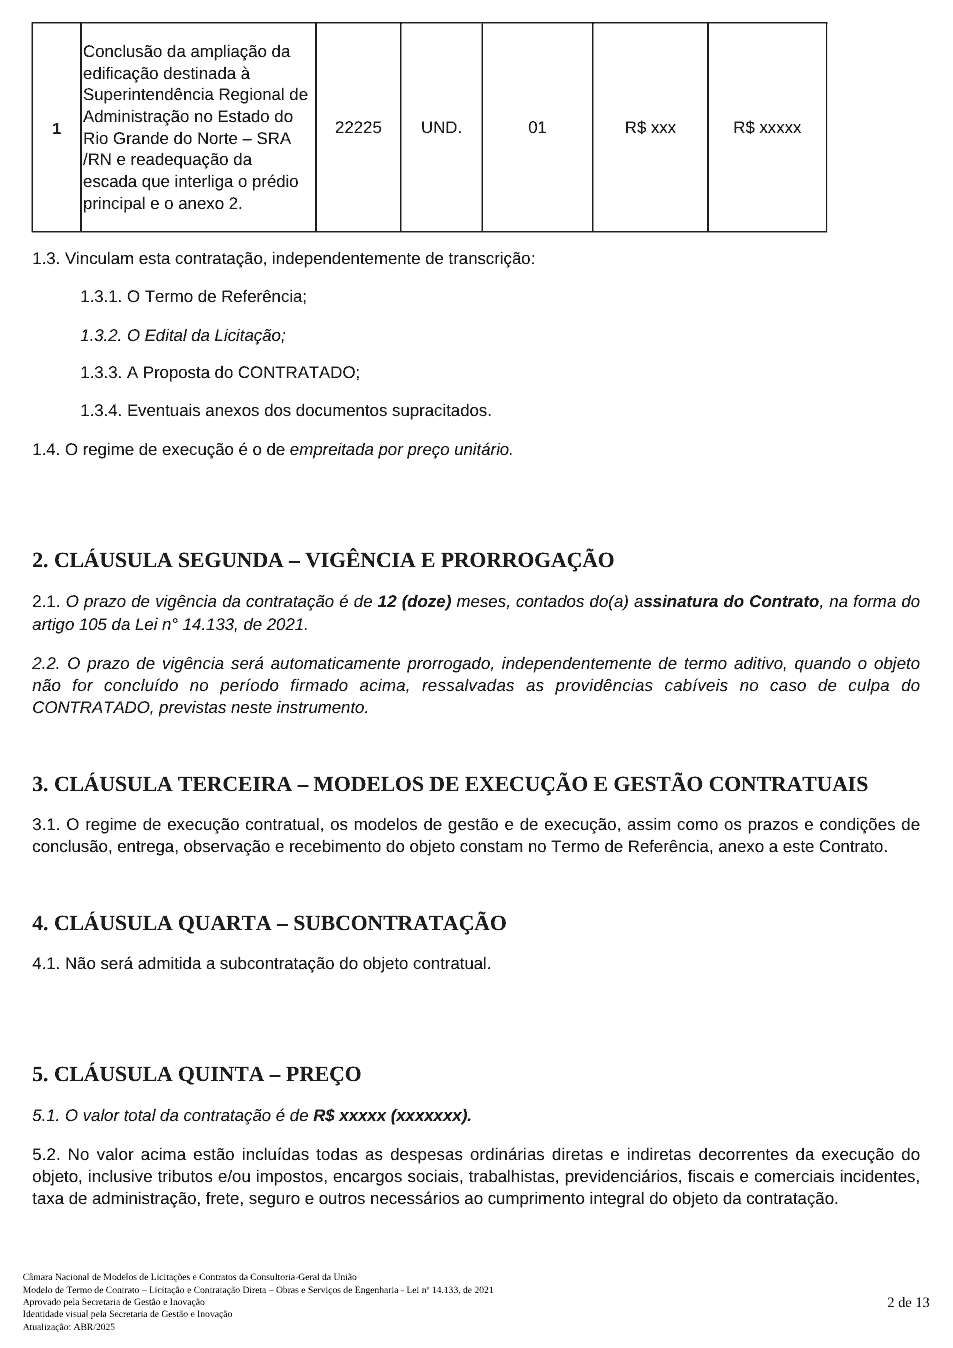 Conclusão da ampliação da
edificação destinada à
Superintendência Regional de
Administração no Estado do
Rio Grande do Norte – SRA
/RN e readequação da
escada que interliga o prédio
principal e o anexo 2.
1 22225 UND. 01 R$ xxx R$ xxxxx
1.3. Vinculam esta contratação, independentemente de transcrição:
1.3.1. O Termo de Referência;
1.3.2. O Edital da Licitação;
1.3.3. A Proposta do CONTRATADO;
1.3.4. Eventuais anexos dos documentos supracitados.
1.4. O regime de execução é o de empreitada por preço unitário.
2. CLÁUSULA SEGUNDA – VIGÊNCIA E PRORROGAÇÃO
2.1. O prazo de vigência da contratação é de 12 (doze) meses, contados do(a) assinatura do Contrato, na forma do
artigo 105 da Lei n° 14.133, de 2021.
2.2. O prazo de vigência será automaticamente prorrogado, independentemente de termo aditivo, quando o objeto
não for concluído no período firmado acima, ressalvadas as providências cabíveis no caso de culpa do
CONTRATADO, previstas neste instrumento.
3. CLÁUSULA TERCEIRA – MODELOS DE EXECUÇÃO E GESTÃO CONTRATUAIS
3.1. O regime de execução contratual, os modelos de gestão e de execução, assim como os prazos e condições de
conclusão, entrega, observação e recebimento do objeto constam no Termo de Referência, anexo a este Contrato.
4. CLÁUSULA QUARTA – SUBCONTRATAÇÃO
4.1. Não será admitida a subcontratação do objeto contratual.
5. CLÁUSULA QUINTA – PREÇO
5.1. O valor total da contratação é de R$ xxxxx (xxxxxxx).
5.2. No valor acima estão incluídas todas as despesas ordinárias diretas e indiretas decorrentes da execução do
objeto, inclusive tributos e/ou impostos, encargos sociais, trabalhistas, previdenciários, fiscais e comerciais incidentes,
taxa de administração, frete, seguro e outros necessários ao cumprimento integral do objeto da contratação.
Câmara Nacional de Modelos de Licitações e Contratos da Consultoria-Geral da União
Modelo de Termo de Contrato – Licitação e Contratação Direta – Obras e Serviços de Engenharia - Lei nº 14.133, de 2021
Aprovado pela Secretaria de Gestão e Inovação
Identidade visual pela Secretaria de Gestão e Inovação
Atualização: ABR/2025
2 de 13